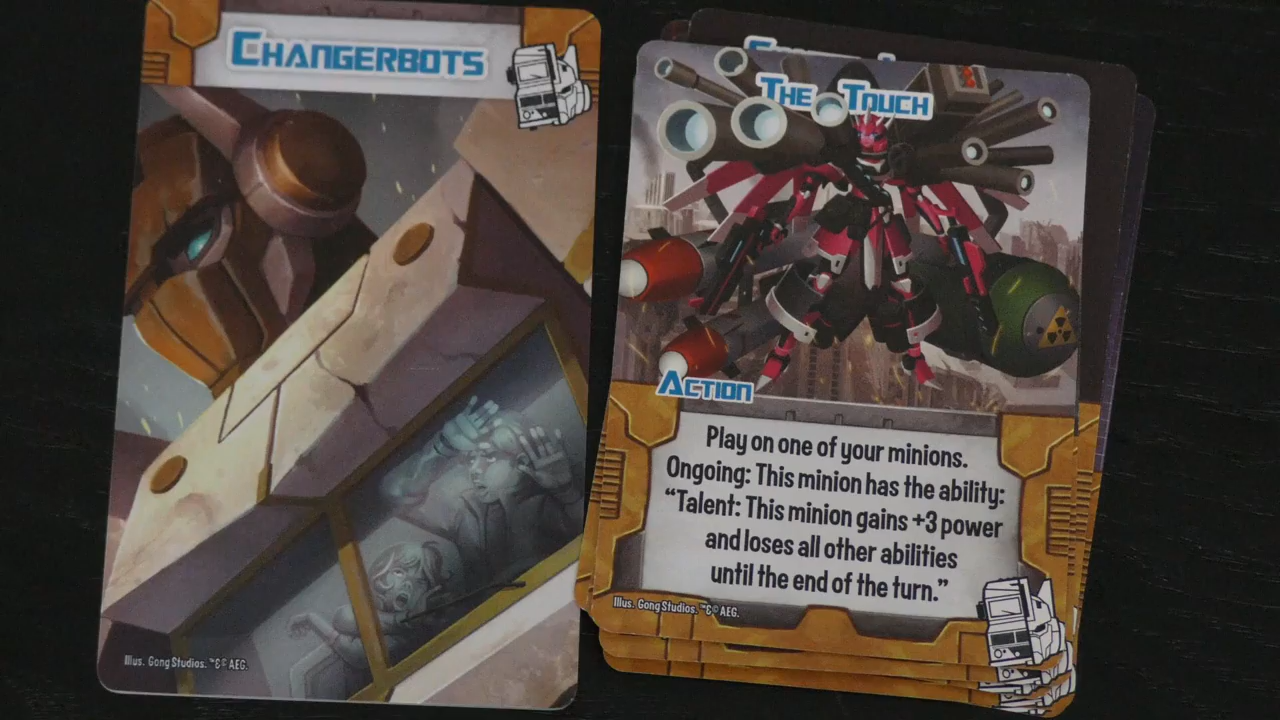 CHANGERBOTS
Illus. Gong Studios. ™&© AEG.
THE TOUCH
ACTION
Play on one of your minions.
Ongoing: This minion has the ability:
“Talent: This minion gains +3 power
and loses all other abilities
until the end of the turn.”
Illus. Gong Studios. ™&© AEG.